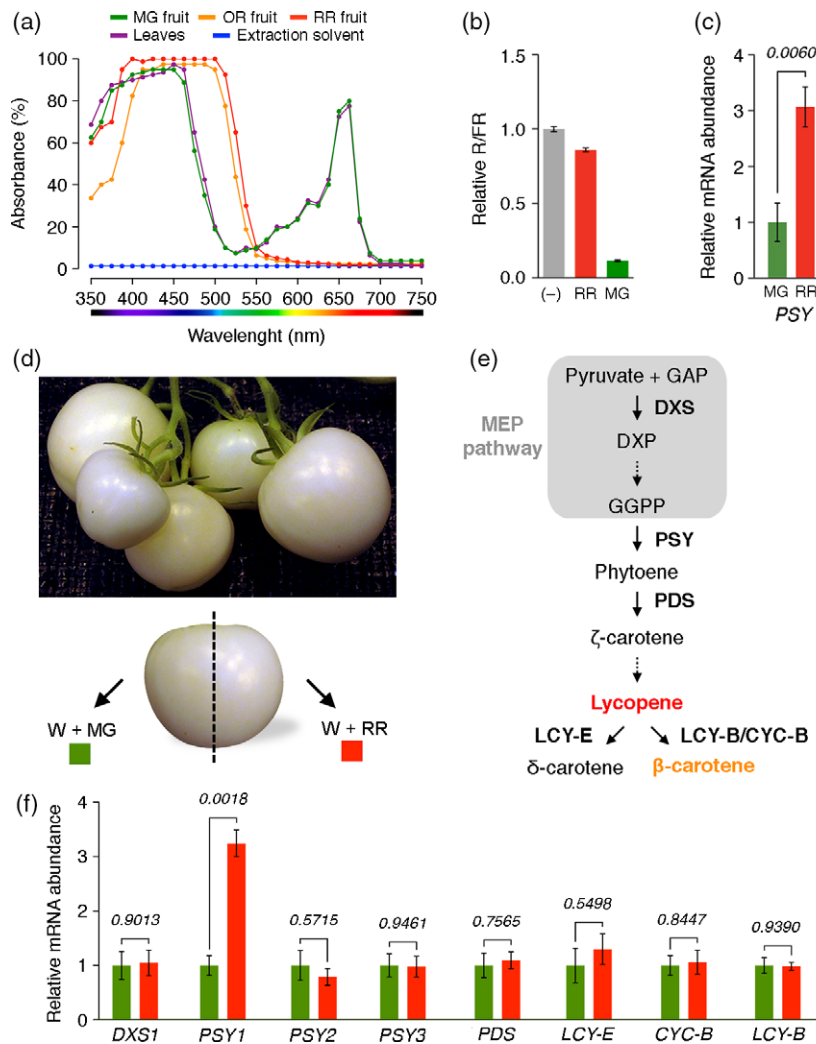 (a)
MG fruit OR fruit RR fruit
Leaves Extraction solvent
Absorbance (%)
100
80
60
40
20
0
350 400 450 500 550 600 650 700 750
Wavelenght (nm)
(b)
Relative R/FR
1.5
1.0
0.5
0.0
(–) RR MG
(c)
Relative mRNA abundance
0.0060
4
3
2
1
0
MG RR
PSY
(d)
W + MG
W + RR
(e)
MEP
pathway
Pyruvate + GAP
DXS
DXP
GGPP
PSY
Phytoene
PDS
ζ-carotene
Lycopene
LCY-E LCY-B/CYC-B
δ-carotene β-carotene
(f)
Relative mRNA abundance
4
3
2
1
0
0.9013 0.0018 0.5715 0.9461 0.7565 0.5498 0.8447 0.9390
DXS1 PSY1 PSY2 PSY3 PDS LCY-E CYC-B LCY-B